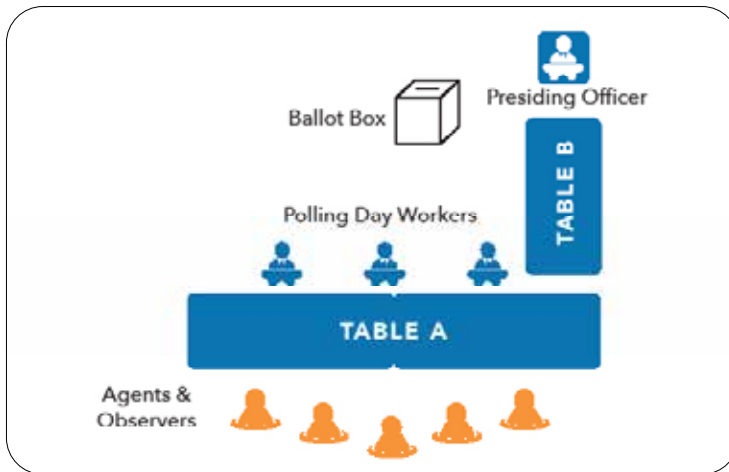 Presiding Officer
Ballot Box
TABLE B
Polling Day Workers
TABLE A
Agents &
Observers